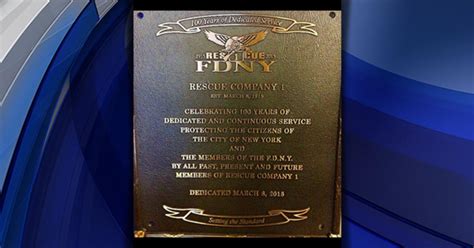 100 Years of Dedicated Service
RESCUE
1
FDNY
RESCUE COMPANY 1
EST. MARCH 8, 1915
CELEBRATING 100 YEARS OF
DEDICATED AND CONTINUOUS SERVICE
PROTECTING THE CITIZENS OF
THE CITY OF NEW YORK
AND
THE MEMBERS OF THE F.D.N.Y.
BY ALL PAST, PRESENT AND FUTURE
MEMBERS OF RESCUE COMPANY 1
DEDICATED MARCH 8, 2015
Setting the Standard